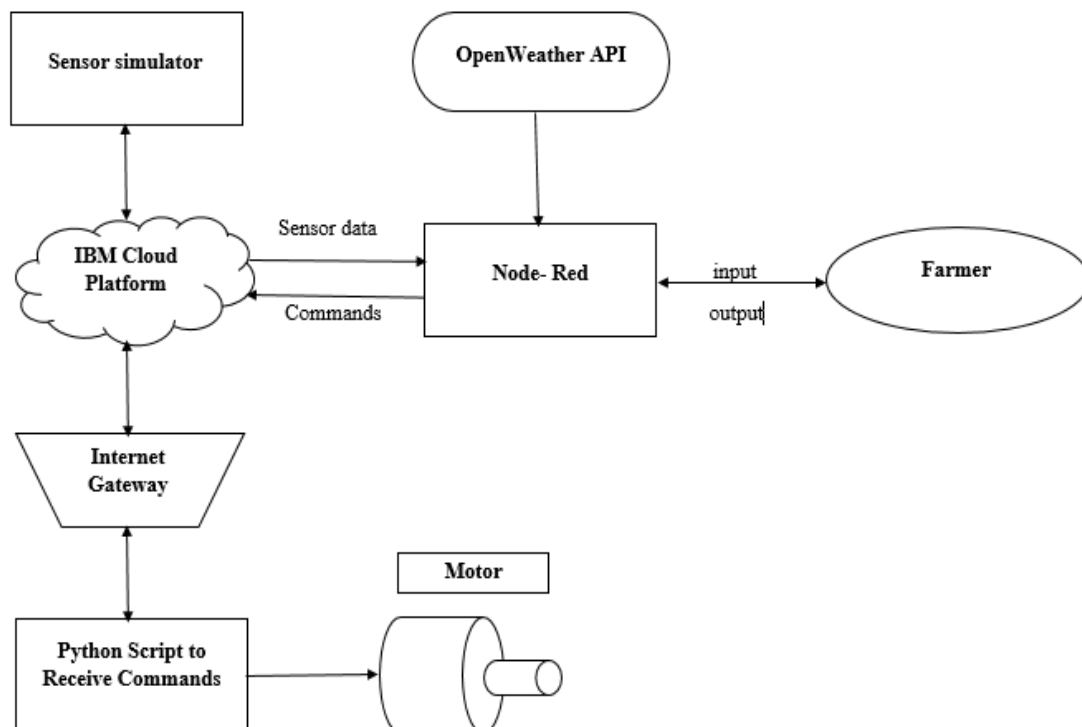 Sensor simulator
OpenWeather API
IBM Cloud
Platform
Sensor data
Commands
Node- Red
input
output
Farmer
Internet
Gateway
Motor
Python Script to
Receive Commands